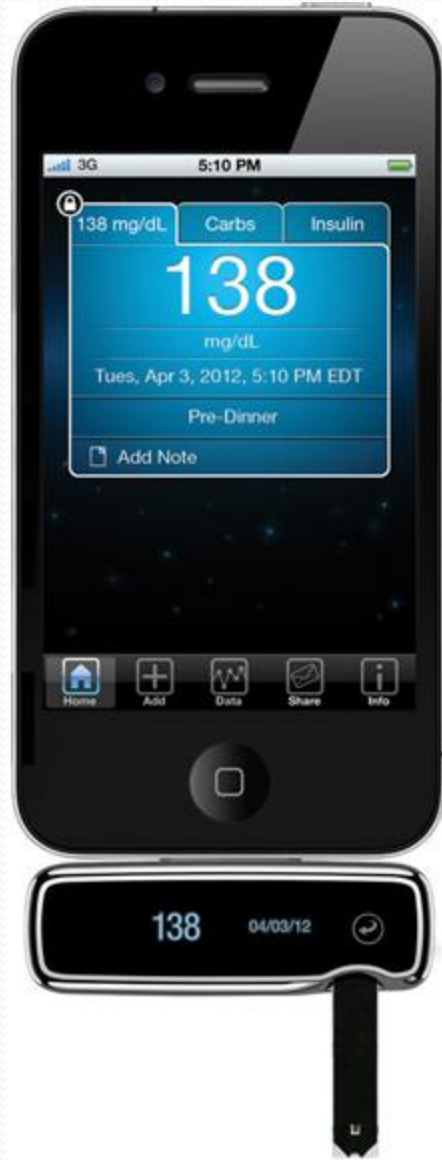 3G 5:10 PM
138 mg/dL Carbs Insulin
138
mg/dL
Tues, Apr 3, 2012, 5:10 PM EDT
Pre-Dinner
Add Note
Home Add Data Share Info
138 04/03/12